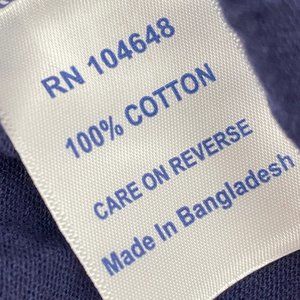 RN 104648
100% COTTON
CARE ON REVERSE
Made In Bangladesh